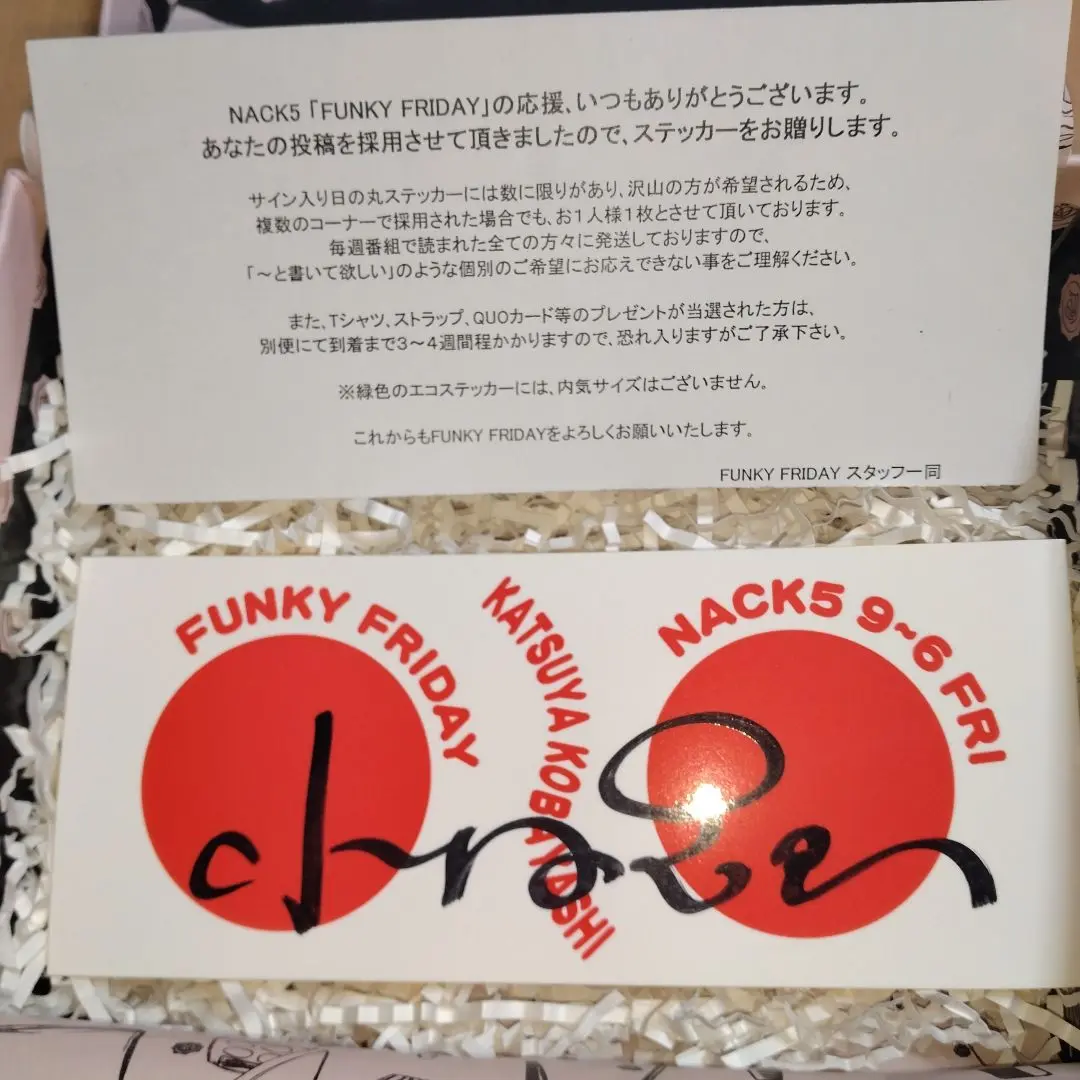 NACK5「FUNKY FRIDAY」の応援、いつもありがとうございます。
あなたの投稿を採用させて頂きましたので、ステッカーをお贈りします。
サイン入り日の丸ステッカーには数に限りがあり、沢山の方が希望されるため、
複数のコーナーで採用された場合でも、お1人様1枚とさせて頂いております。
毎週番組で読まれた全ての方々に発送しておりますので、
「～と書いて欲しい」のような個別のご希望にお応えできない事をご理解ください。
また、Tシャツ、ストラップ、QUOカード等のプレゼントが当選された方は、
別便にて到着まで3～4週間程かかりますので、恐れ入りますがご了承下さい。
※緑色のエコステッカーには、内気サイズはございません。
これからもFUNKY FRIDAYをよろしくお願いいたします。
FUNKY FRIDAY スタッフ一同
FUNKY FRIDAY
KATSUYA KOBAYASHI
NACK5 9~6 FRI